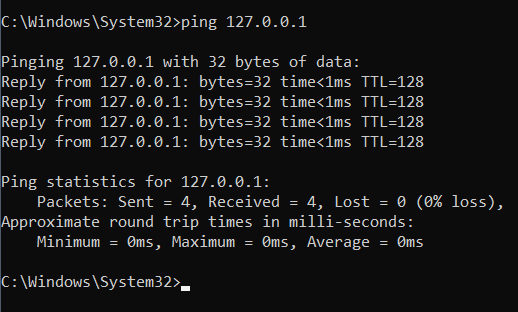 C:\Windows\System32>ping 127.0.0.1
Pinging 127.0.0.1 with 32 bytes of data:
Reply from 127.0.0.1: bytes=32 time<1ms TTL=128
Reply from 127.0.0.1: bytes=32 time<1ms TTL=128
Reply from 127.0.0.1: bytes=32 time<1ms TTL=128
Reply from 127.0.0.1: bytes=32 time<1ms TTL=128
Ping statistics for 127.0.0.1:
    Packets: Sent = 4, Received = 4, Lost = 0 (0% loss),
Approximate round trip times in milli-seconds:
    Minimum = 0ms, Maximum = 0ms, Average = 0ms
C:\Windows\System32>